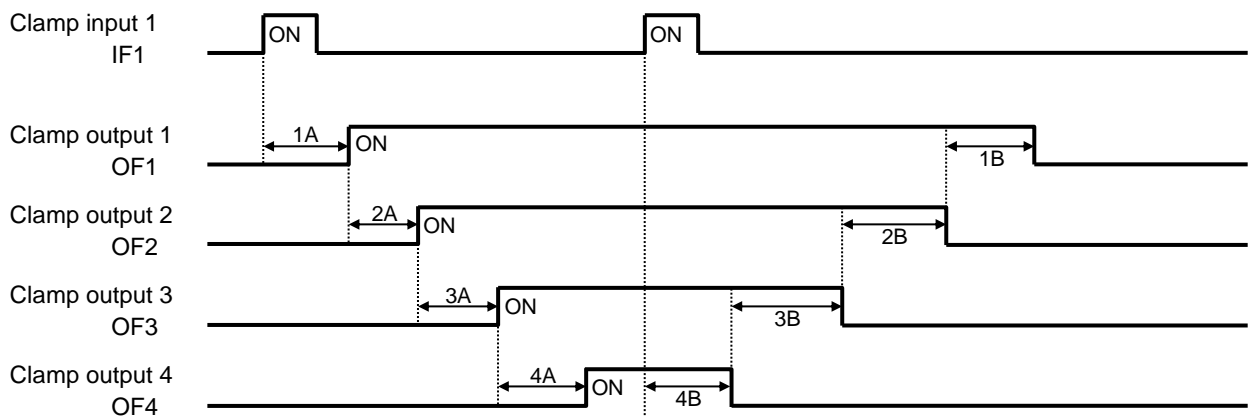 Clamp input 1
IF1
ON
ON
Clamp output 1
OF1
1A
ON
1B
Clamp output 2
OF2
2A
ON
2B
Clamp output 3
OF3
3A
ON
3B
Clamp output 4
OF4
4A
ON
4B